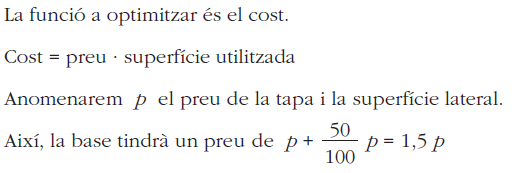 La funció a optimitzar és el cost.
Cost = preu · superfície utilitzada
Anomenarem p el preu de la tapa i la superfície lateral.
Així, la base tindrà un preu de p + 50/100 p = 1,5 p